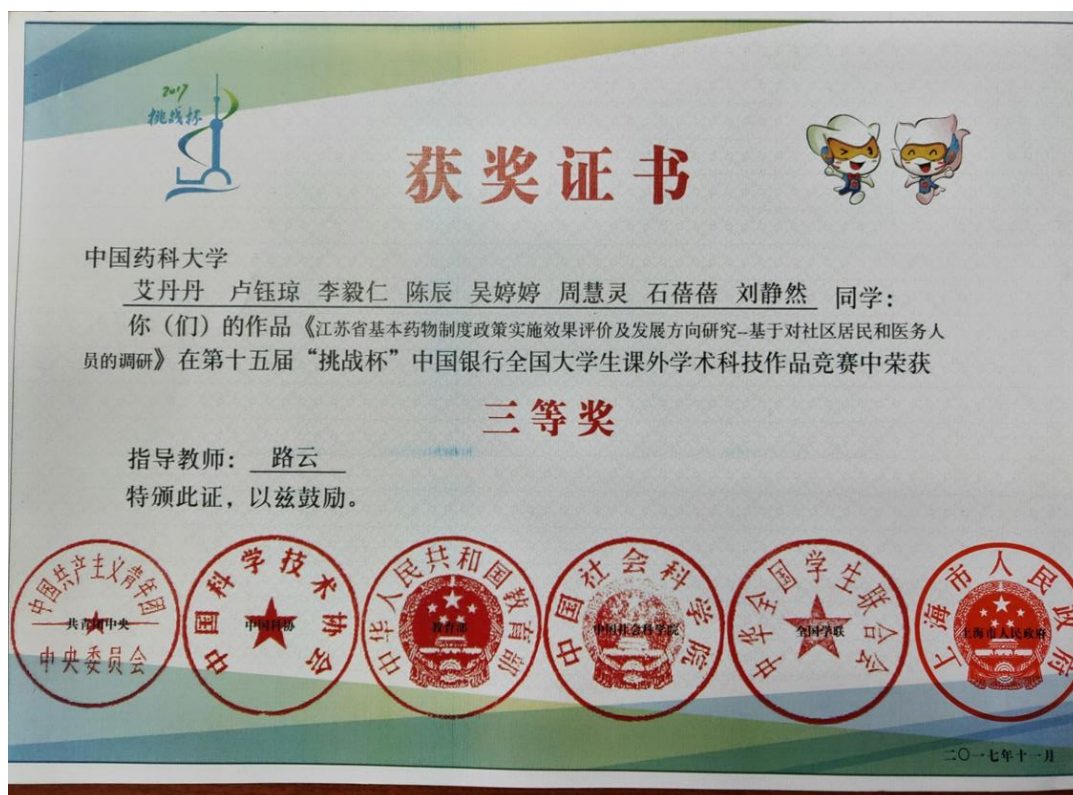 2017
挑战杯
获奖证书
中国药科大学
艾丹丹 卢钰琼 李毅仁 陈辰 吴婷婷 周慧灵 石蓓蓓 刘静然 同学：
你（们）的作品《江苏省基本药物制度政策实施效果评价及发展方向研究-基于对社区居民和医务人
员的调研》在第十五届“挑战杯”中国银行全国大学生课外学术科技作品竞赛中荣获
三等奖
指导教师： 路云
特颁此证，以兹鼓励。
中国共产主义青年团
共青团中央
中央委员会
中国科学技术协会
中国科协
中华人民共和国教育部
教育部
中国社会科学院
中国社会科学院
中华全国学生联合会
全国学联
上海市人民政府
上海市人民政府
二〇一七年十一月